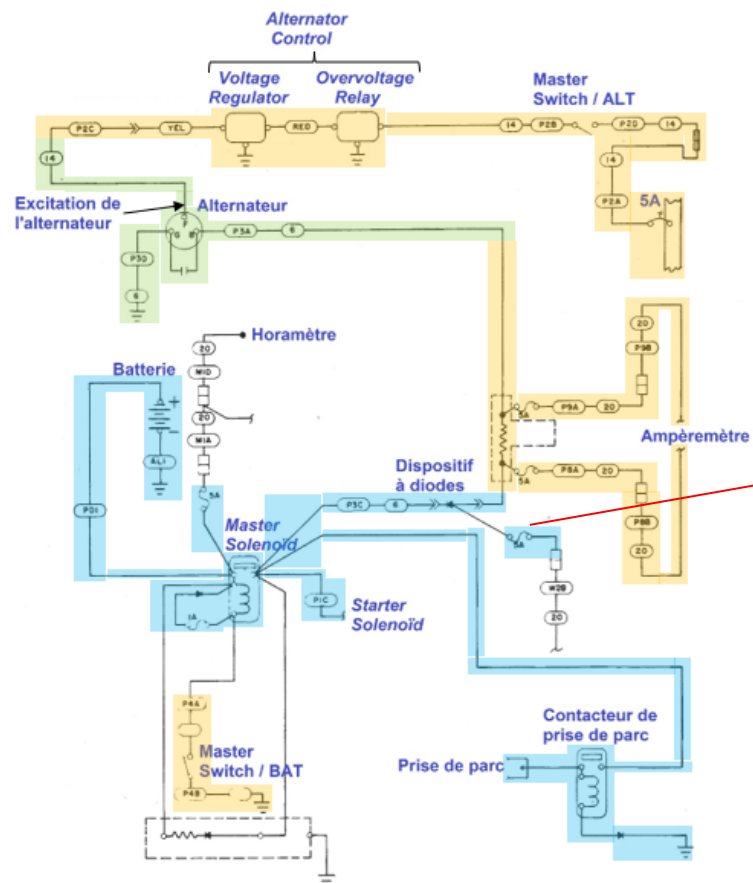 Alternator
Control
Voltage
Regulator
Overvoltage
Relay
Master
Switch / ALT
P2C
YEL
RED
14
P2B
P2D
14
14
14
P2A
5A
Excitation de
l'alternateur
Alternateur
F
G
B
P3A
6
P3D
6
Horamètre
20
M1D
20
M1A
5A
Batterie
+
-
AL1
P01
20
P9B
5A
P9A
20
Ampèremètre
5A
P8A
20
P8B
20
Dispositif
à diodes
P3C
6
5A
W2B
20
Master
Solenoïd
1A
P1C
Starter
Solenoïd
P4A
Master
Switch / BAT
P4B
Contacteur de
prise de parc
Prise de parc